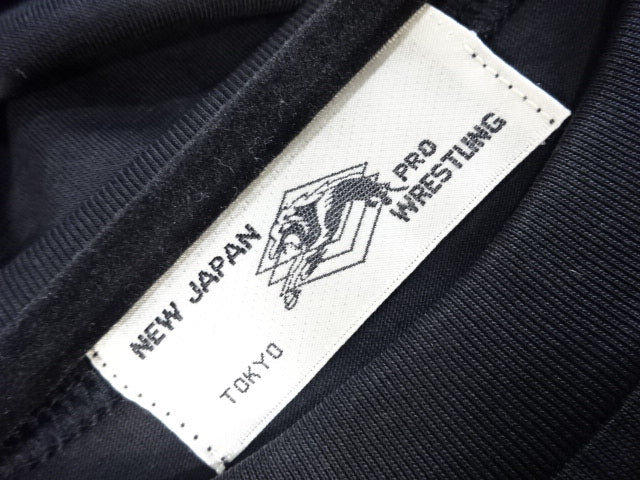 NEW JAPAN
PRO
WRESTLING
TOKYO